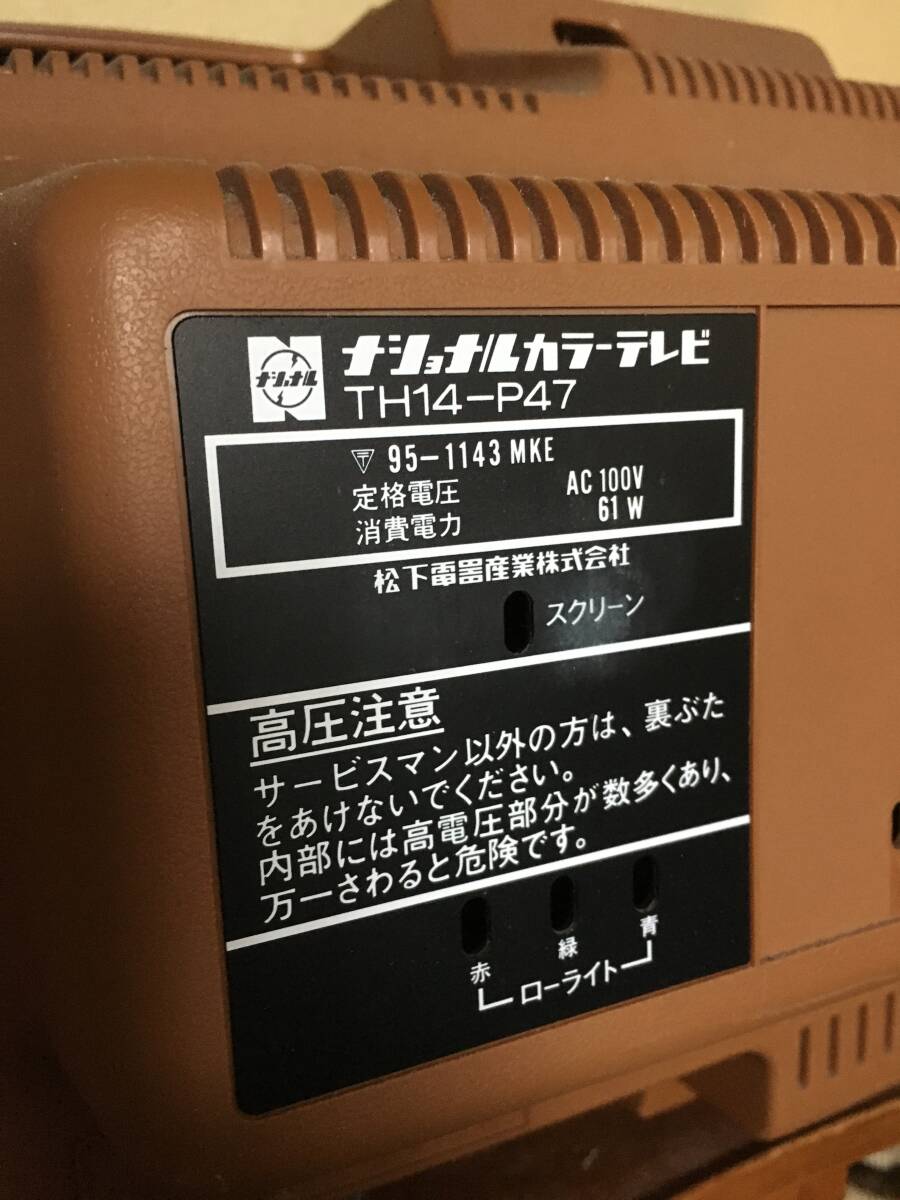 ナショナル
ナショナルカラーテレビ
TH14-P47
〒 95-1143 MKE
定格電圧 AC 100V
消費電力 61 W
松下電器産業株式会社
スクリーン
高圧注意
サービスマン以外の方は、裏ぶた
をあけないでください。
内部には高電圧部分が数多くあり、
万一さわると危険です。
赤 緑 青
ローライト